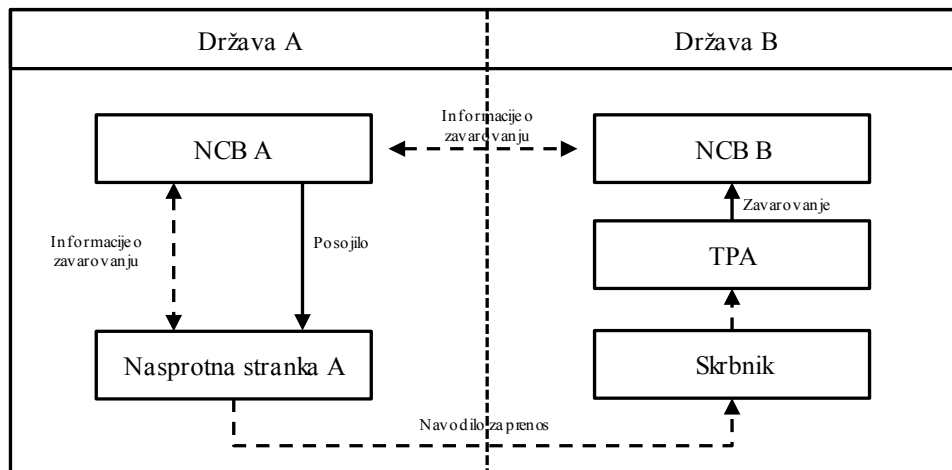 Država A
Država B
Informacije o
zavarovanju
NCB A
NCB B
Zavarovanje
Informacije o
zavarovanju
Posojilo
TPA
Nasprotna stranka A
Skrbnik
Navodilo za prenos